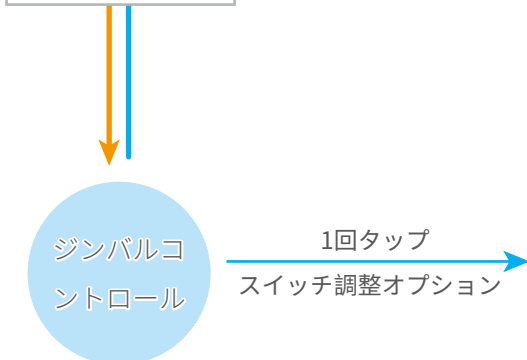 ジンバルコ
ントロール
1回タップ
スイッチ調整オプション